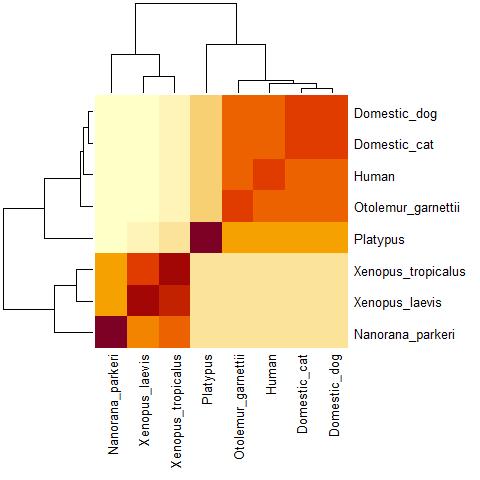 Domestic_dog
Domestic_cat
Human
Otolemur_garnettii
Platypus
Xenopus_tropicalus
Xenopus_laevis
Nanorana_parkeri
Nanorana_parkeri
Xenopus_laevis
Xenopus_tropicalus
Platypus
Otolemur_garnettii
Human
Domestic_cat
Domestic_dog